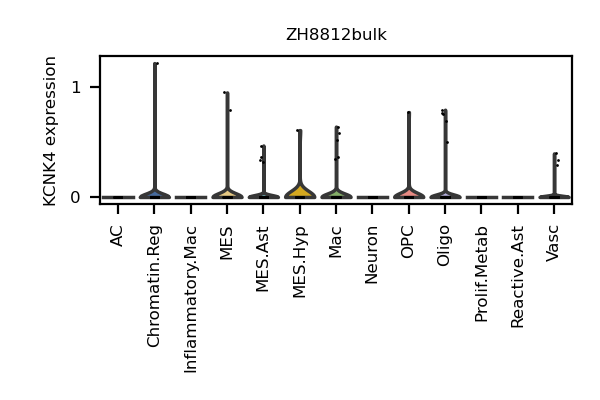 ZH8812bulk
KCNK4 expression
1
0
AC
Chromatin.Reg
Inflammatory.Mac
MES
MES.Ast
MES.Hyp
Mac
Neuron
OPC
Oligo
Prolif.Metab
Reactive.Ast
Vasc